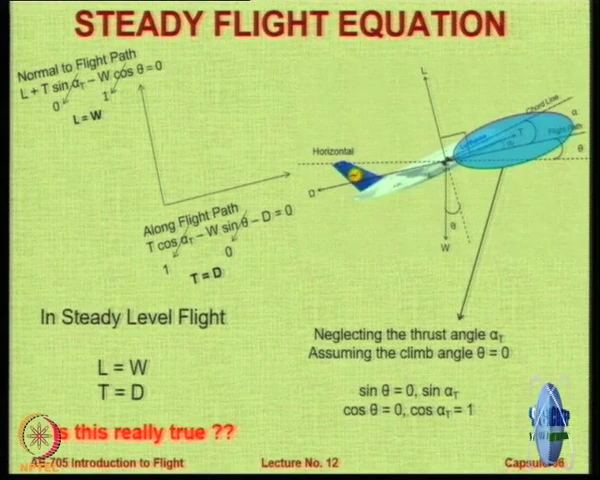 STEADY FLIGHT EQUATION
Normal to Flight Path
L + T sin αT – W cos θ = 0
0
1
L = W
Along Flight Path
T cos αT – W sin θ – D = 0
1
0
T = D
L
Chord Line
α
T
Flight Path
θ
Horizontal
D
θ
W
In Steady Level Flight
L = W
T = D
s this really true ??
Neglecting the thrust angle αT
Assuming the climb angle θ = 0
sin θ = 0, sin αT
cos θ = 0, cos αT = 1
NPTEL
AE-705 Introduction to Flight
Lecture No. 12
Capsule 06